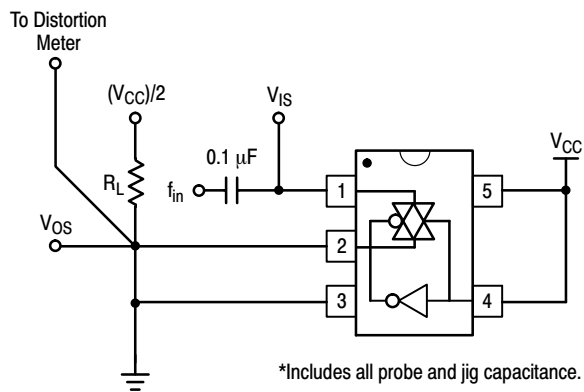 To Distortion
Meter
(VCC)/2
VIS
VCC
0.1 μF
RL
fin
VOS
1
2
3
5
4
*Includes all probe and jig capacitance.